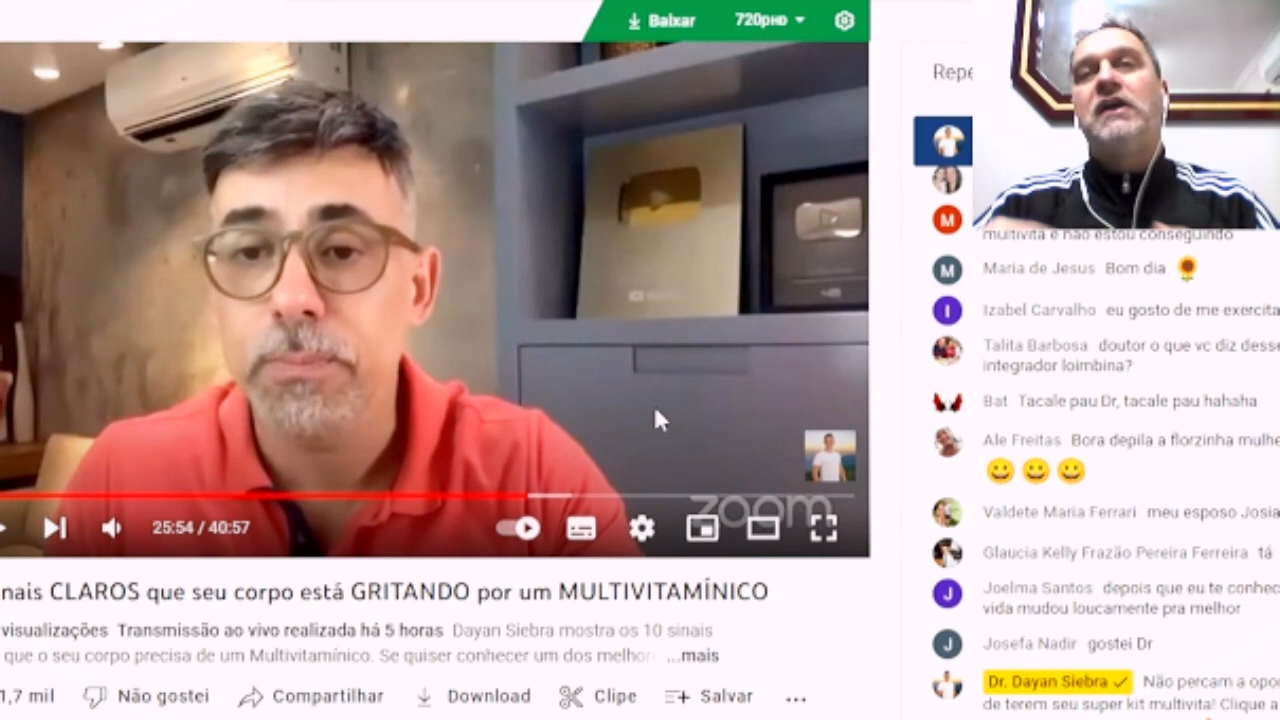 Baixar 720pHD
Repe
multivita e não estou conseguindo
M Maria de Jesus Bom dia
I Izabel Carvalho eu gosto de me exercita
Talita Barbosa doutor o que vc diz desse
integrador loimbina?
Bat Tacale pau Dr, tacale pau hahaha
Ale Freitas Bora depila a florzinha mulhe
Valdete Maria Ferrari meu esposo Josia
Glaucia Kelly Frazão Pereira Ferreira tá
J Joelma Santos depois que eu te conhec
vida mudou loucamente pra melhor
J Josefa Nadir gostei Dr
Dr. Dayan Siebra Não percam a opo
de terem seu super kit multivita! Clique a
zoom
25:54 / 40:57
nais CLAROS que seu corpo está GRITANDO por um MULTIVITAMÍNICO
visualizações Transmissão ao vivo realizada há 5 horas Dayan Siebra mostra os 10 sinais
que o seu corpo precisa de um Multivitamínico. Se quiser conhecer um dos melhor ...mais
1,7 mil Não gostei Compartilhar Download Clipe Salvar ...